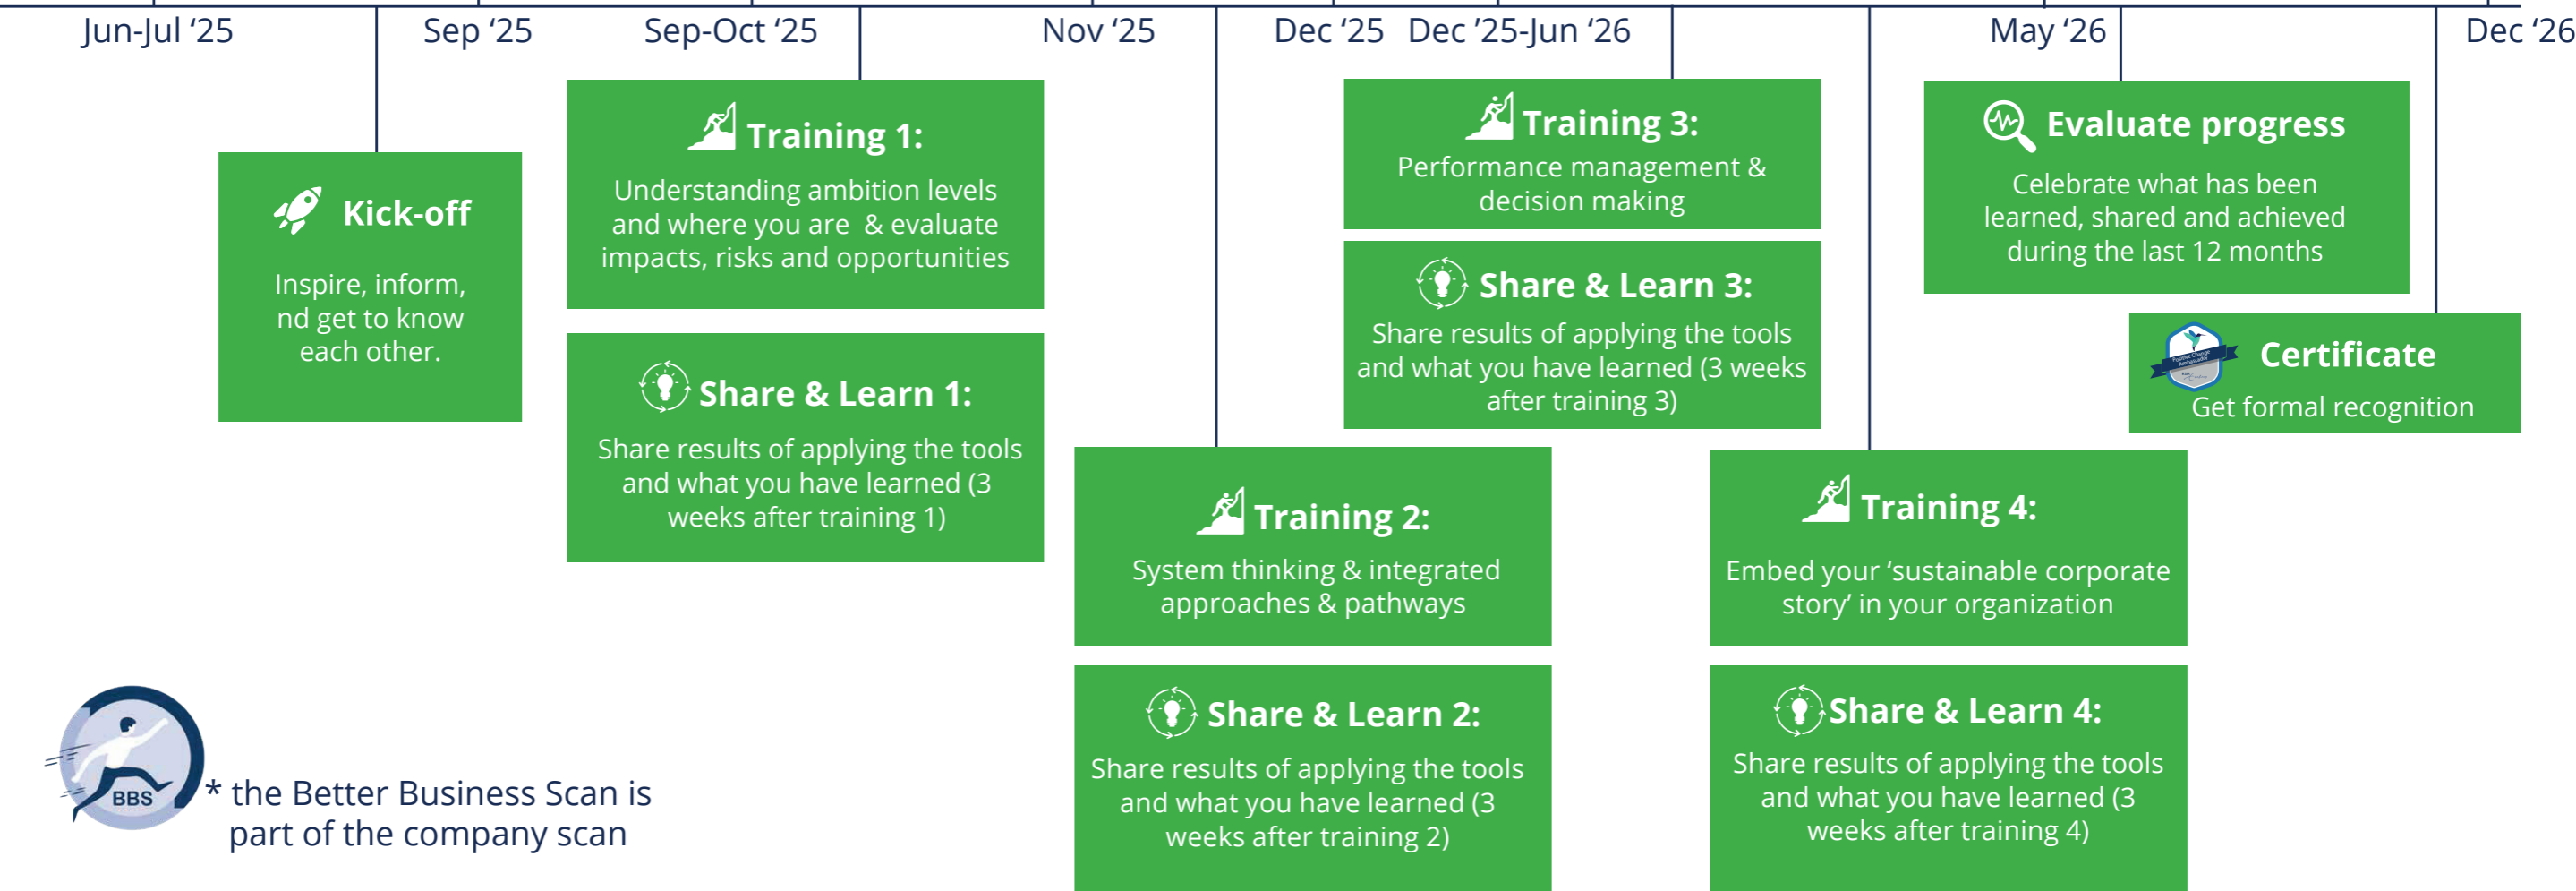 Jun-Jul ‘25
Sep ‘25
Sep-Oct ‘25
Nov ‘25
Dec ‘25
Dec ’25-Jun ‘26
May ‘26
Dec ‘26
Kick-off
Inspire, inform,
nd get to know
each other.
Training 1:
Understanding ambition levels
and where you are & evaluate
impacts, risks and opportunities
Share & Learn 1:
Share results of applying the tools
and what you have learned (3
weeks after training 1)
Training 2:
System thinking & integrated
approaches & pathways
Share & Learn 2:
Share results of applying the tools
and what you have learned (3
weeks after training 2)
Training 3:
Performance management &
decision making
Share & Learn 3:
Share results of applying the tools
and what you have learned (3 weeks
after training 3)
Training 4:
Embed your ‘sustainable corporate
story’ in your organization
Share & Learn 4:
Share results of applying the tools
and what you have learned (3
weeks after training 4)
Evaluate progress
Celebrate what has been
learned, shared and achieved
during the last 12 months
Positive Change
Ambassador
Certificate
Get formal recognition
BBS
* the Better Business Scan is
part of the company scan